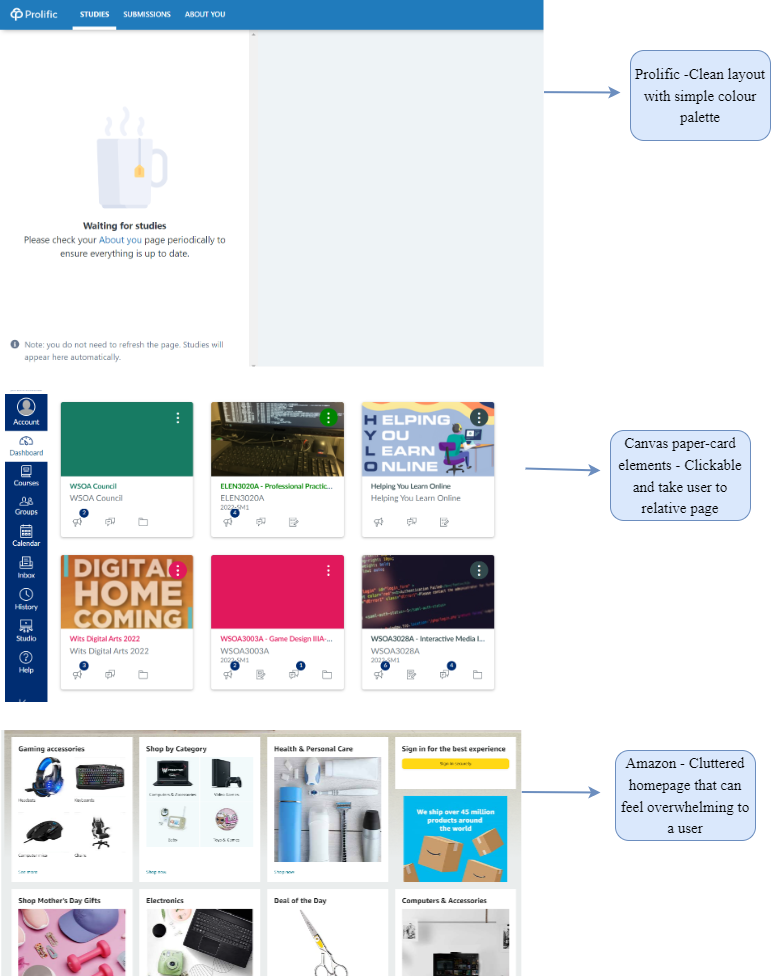 Prolific
STUDIES
SUBMISSIONS
ABOUT YOU
Waiting for studies
Please check your About you page periodically to
ensure everything is up to date.
Note: you do not need to refresh the page. Studies will
appear here automatically.
Prolific -Clean layout
with simple colour
palette
Account
Dashboard
Courses
Groups
Calendar
Inbox
History
Studio
Help
WSOA Council
WSOA Council
7
ELEN3020A - Professional Practic...
ELEN3020A
2022-SM1
4
HELPING
YOU
LEARN
ONLINE
H
Y
L
O
Helping You Learn Online
Helping You Learn Online
DIGITAL
HOME
COMING
Wits Digital Arts 2022
Wits Digital Arts 2022
3
WSOA3003A - Game Design IIIA-...
WSOA3003A
2022-SM1
2
1
WSOA3028A - Interactive Media I...
WSOA3028A
2022-SM1
6
4
Canvas paper-card
elements - Clickable
and take user to
relative page
Gaming accessories
Headsets
Keyboards
Computer mice
Chairs
See more
Shop by Category
Computers & Accessories
Video Games
Baby
Toys & Games
Shop now
Health & Personal Care
Shop now
Sign in for the best experience
Sign in securely
We ship over 45 million
products around
the world
Shop Mother's Day Gifts
Electronics
Deal of the Day
Computers & Accessories
Amazon - Cluttered
homepage that can
feel overwhelming to
a user